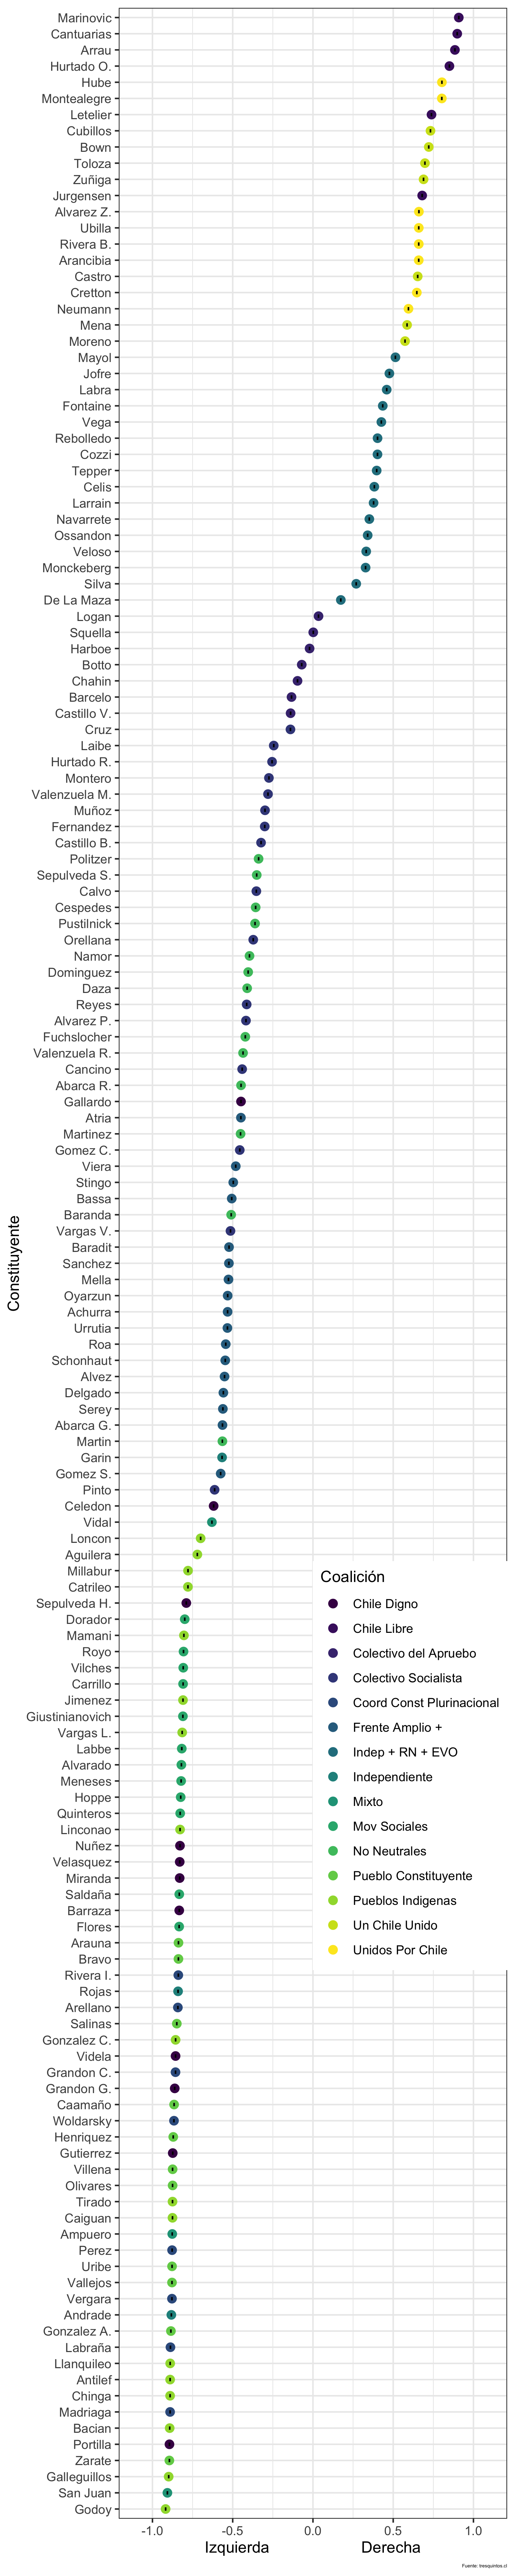 Marinovic
Cantuarias
Arrau
Hurtado O.
Hube
Montealegre
Letelier
Cubillos
Bown
Toloza
Zuñiga
Jurgensen
Alvarez Z.
Ubilla
Rivera B.
Arancibia
Castro
Cretton
Neumann
Mena
Moreno
Mayol
Jofre
Labra
Fontaine
Vega
Rebolledo
Cozzi
Tepper
Celis
Larrain
Navarrete
Ossandon
Veloso
Monckeberg
Silva
De La Maza
Logan
Squella
Harboe
Botto
Chahin
Barcelo
Castillo V.
Cruz
Laibe
Hurtado R.
Montero
Valenzuela M.
Muñoz
Fernandez
Castillo B.
Politzer
Sepulveda S.
Calvo
Cespedes
Pustilnick
Orellana
Namor
Dominguez
Daza
Reyes
Alvarez P.
Fuchslocher
Valenzuela R.
Cancino
Abarca R.
Gallardo
Atria
Martinez
Gomez C.
Viera
Stingo
Bassa
Baranda
Vargas V.
Baradit
Sanchez
Mella
Oyarzun
Achurra
Urrutia
Roa
Schonhaut
Alvez
Delgado
Serey
Abarca G.
Martin
Garin
Gomez S.
Pinto
Celedon
Vidal
Loncon
Aguilera
Millabur
Catrileo
Sepulveda H.
Dorador
Mamani
Royo
Vilches
Carrillo
Jimenez
Giustinianovich
Vargas L.
Labbe
Alvarado
Meneses
Hoppe
Quinteros
Linconao
Nuñez
Velasquez
Miranda
Saldaña
Barraza
Flores
Arauna
Bravo
Rivera I.
Rojas
Arellano
Salinas
Gonzalez C.
Videla
Grandon C.
Grandon G.
Caamaño
Woldarsky
Henriquez
Gutierrez
Villena
Olivares
Tirado
Caiguan
Ampuero
Perez
Uribe
Vallejos
Vergara
Andrade
Gonzalez A.
Labraña
Llanquileo
Antilef
Chinga
Madriaga
Bacian
Portilla
Zarate
Galleguillos
San Juan
Godoy
Constituyente
Coalición
Chile Digno
Chile Libre
Colectivo del Apruebo
Colectivo Socialista
Coord Const Plurinacional
Frente Amplio +
Indep + RN + EVO
Independiente
Mixto
Mov Sociales
No Neutrales
Pueblo Constituyente
Pueblos Indigenas
Un Chile Unido
Unidos Por Chile
-1.0 -0.5 0.0 0.5 1.0
Izquierda Derecha
Fuente: tresquintos.cl